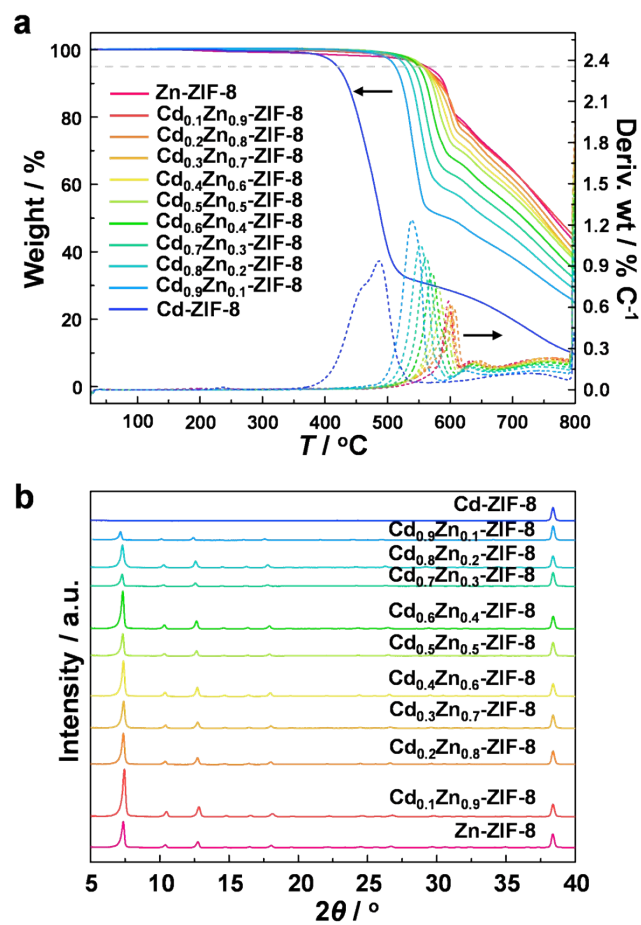 a
100
80
60
40
20
0
Weight / %
Zn-ZIF-8
Cd0.1Zn0.9-ZIF-8
Cd0.2Zn0.8-ZIF-8
Cd0.3Zn0.7-ZIF-8
Cd0.4Zn0.6-ZIF-8
Cd0.5Zn0.5-ZIF-8
Cd0.6Zn0.4-ZIF-8
Cd0.7Zn0.3-ZIF-8
Cd0.8Zn0.2-ZIF-8
Cd0.9Zn0.1-ZIF-8
Cd-ZIF-8
2.4
2.1
1.8
1.5
1.2
0.9
0.6
0.3
0.0
Deriv. wt / % C-1
100 200 300 400 500 600 700 800
T / °C
b
Intensity / a.u.
Cd-ZIF-8
Cd0.9Zn0.1-ZIF-8
Cd0.8Zn0.2-ZIF-8
Cd0.7Zn0.3-ZIF-8
Cd0.6Zn0.4-ZIF-8
Cd0.5Zn0.5-ZIF-8
Cd0.4Zn0.6-ZIF-8
Cd0.3Zn0.7-ZIF-8
Cd0.2Zn0.8-ZIF-8
Cd0.1Zn0.9-ZIF-8
Zn-ZIF-8
5 10 15 20 25 30 35 40
2θ / °